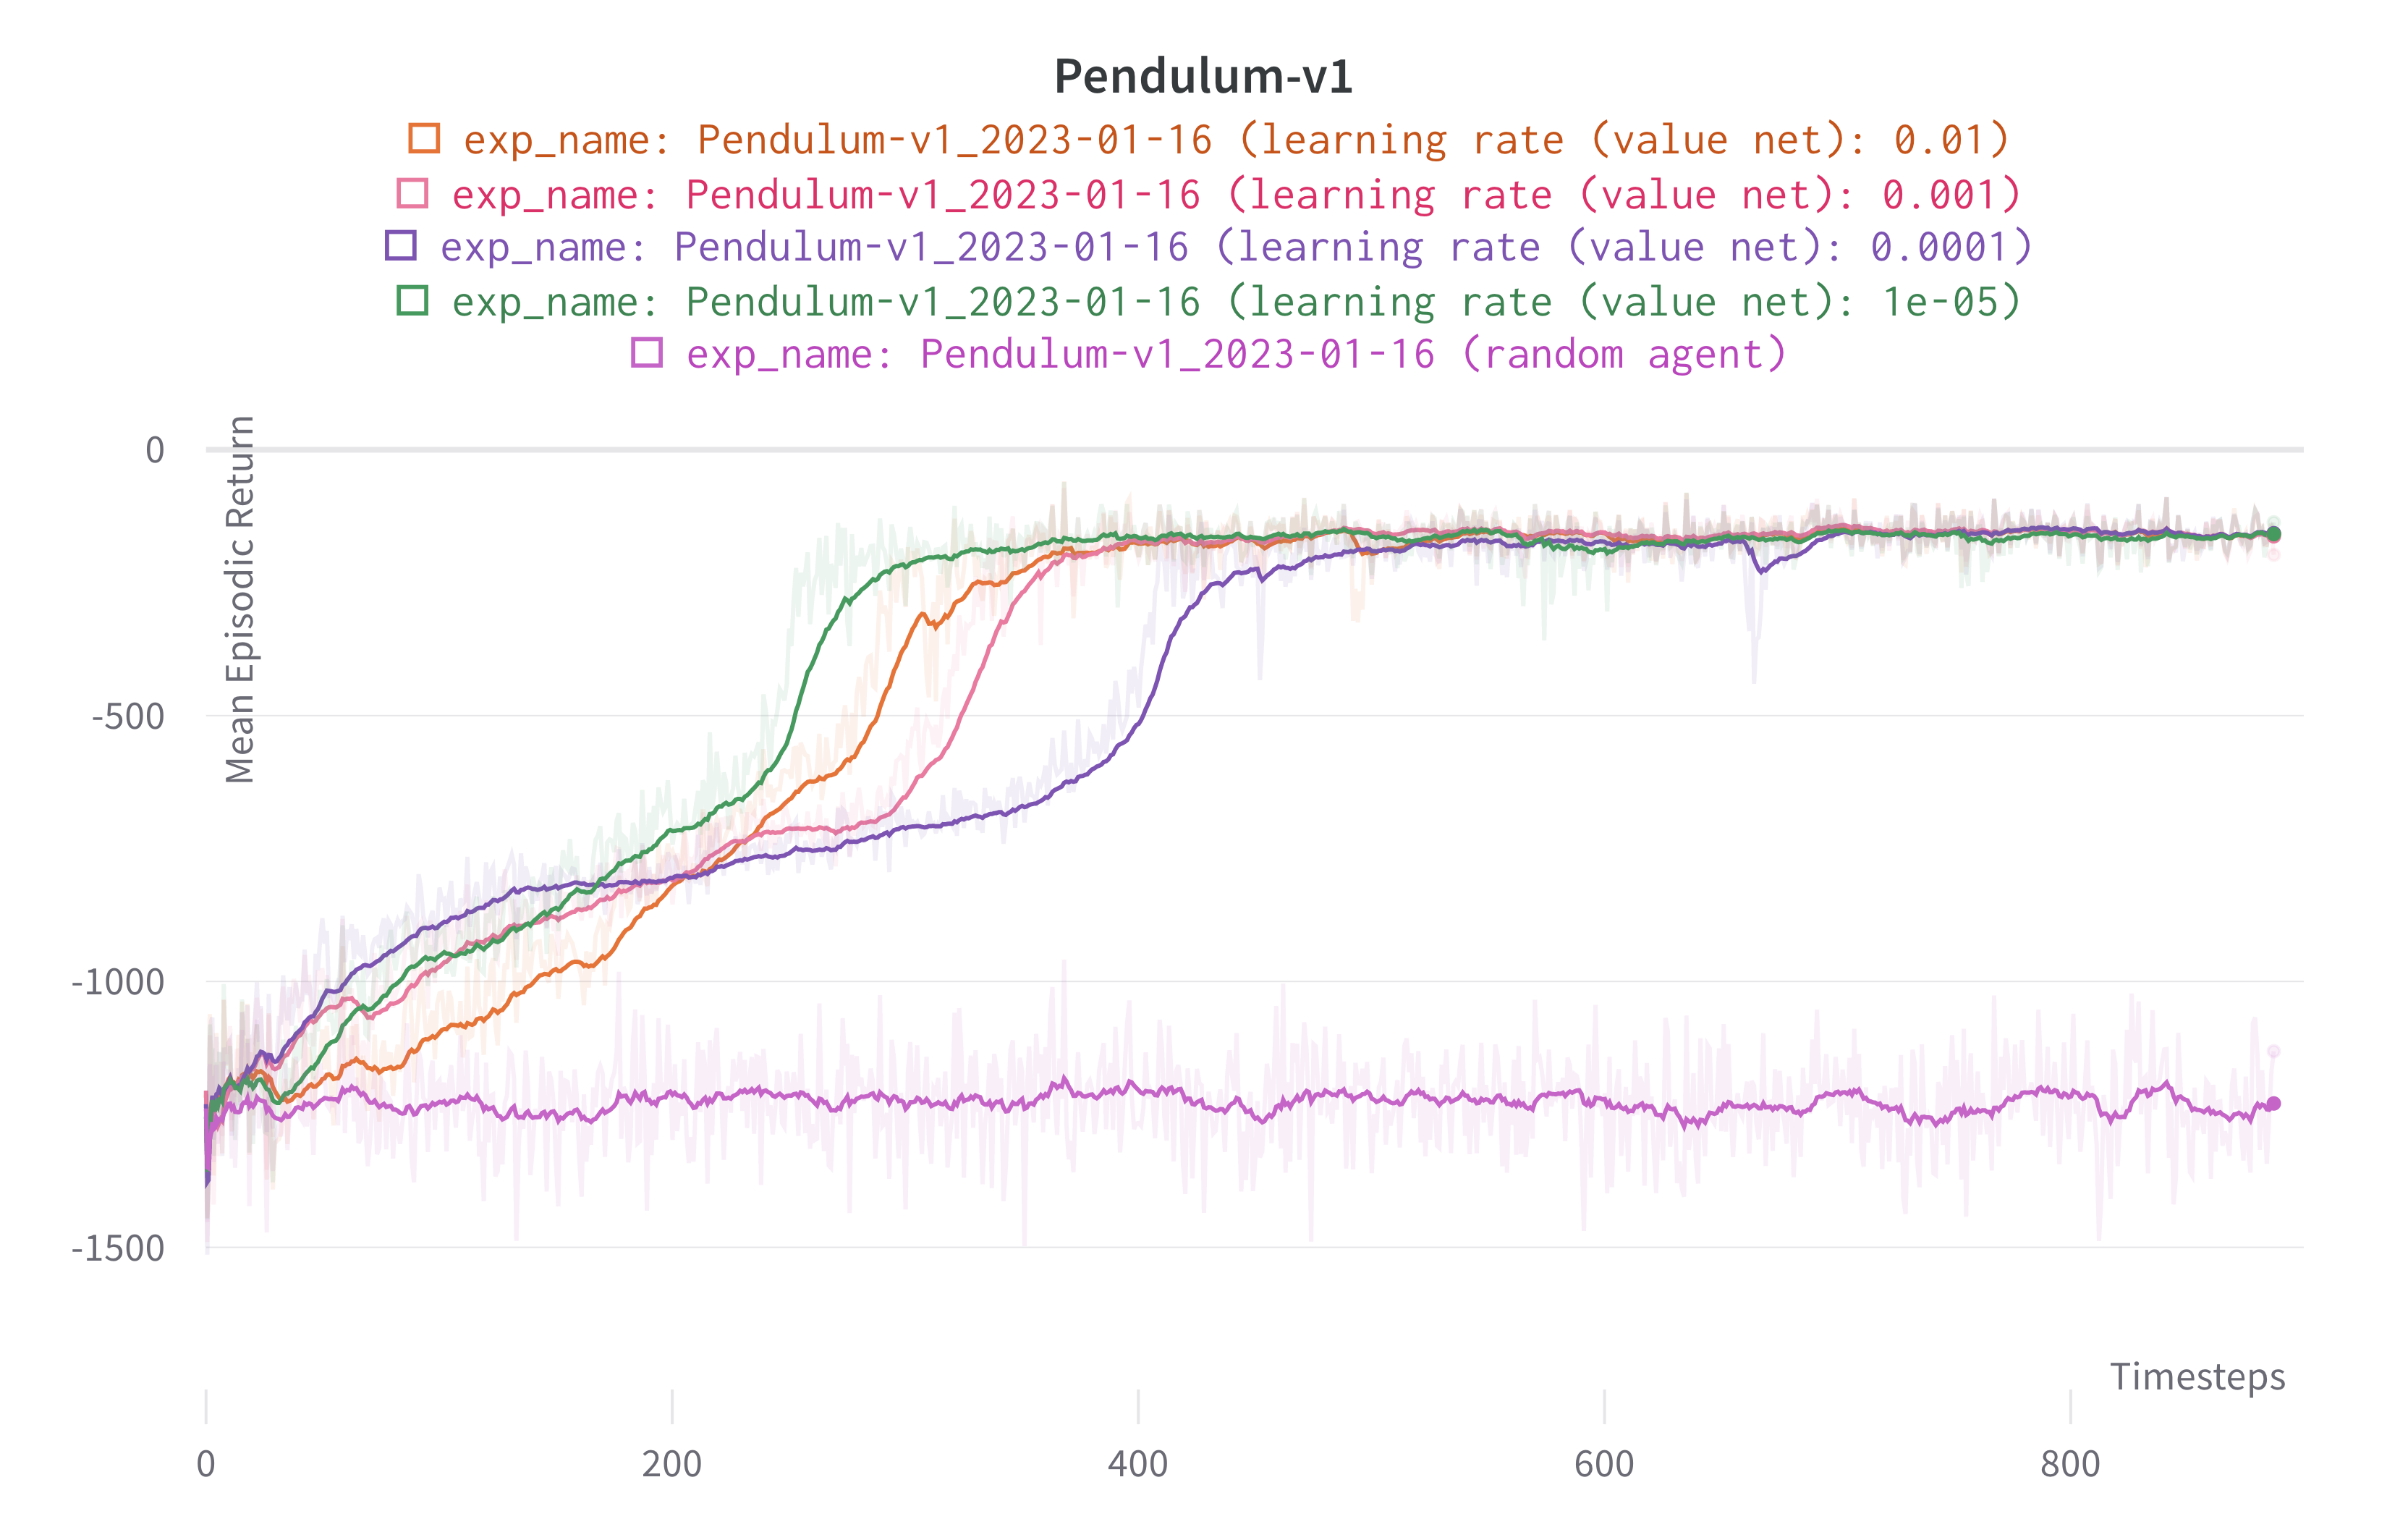 Pendulum-v1
exp_name: Pendulum-v1_2023-01-16 (learning rate (value net): 0.01)
exp_name: Pendulum-v1_2023-01-16 (learning rate (value net): 0.001)
exp_name: Pendulum-v1_2023-01-16 (learning rate (value net): 0.0001)
exp_name: Pendulum-v1_2023-01-16 (learning rate (value net): 1e-05)
exp_name: Pendulum-v1_2023-01-16 (random agent)
Mean Episodic Return
0
-500
-1000
-1500
Timesteps
0 200 400 600 800